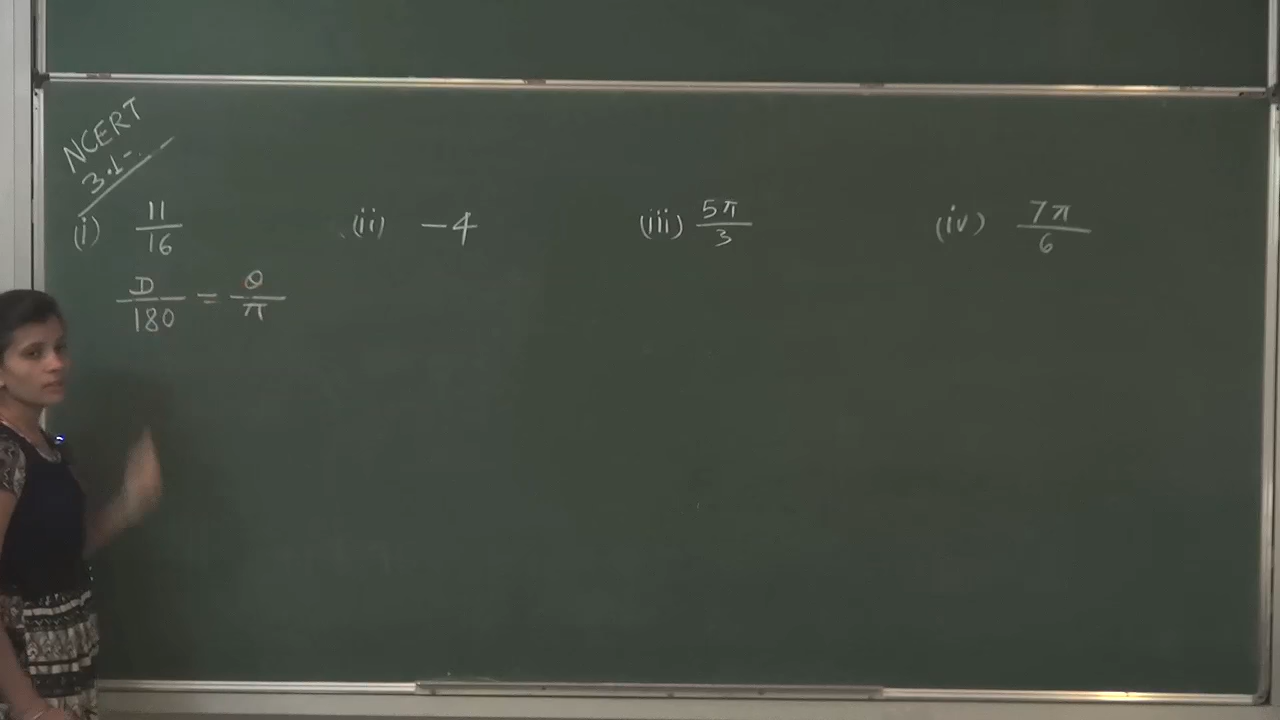 NCERT
3.1-.
(i) 11/16 (ii) -4 (iii) 5π/3 (iv) 7π/6
D/180 = θ/π